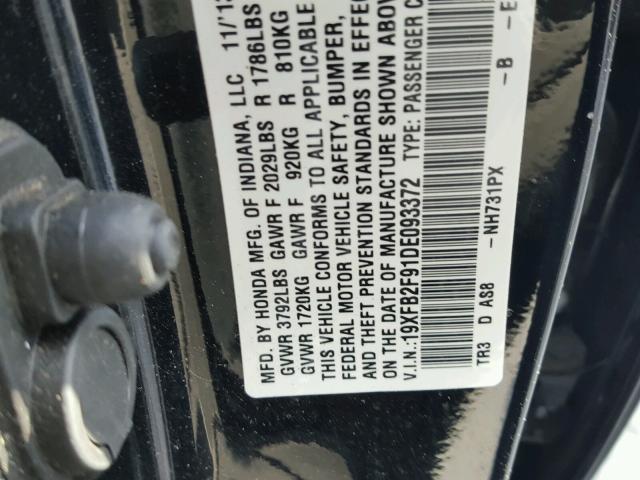 MFD. BY HONDA MFG. OF INDIANA, LLC 11/'12
GVWR 3792LBS GAWR F 2029LBS R 1786LBS
GVWR 1720KG GAWR F 920KG R 810KG
THIS VEHICLE CONFORMS TO ALL APPLICABLE
FEDERAL MOTOR VEHICLE SAFETY, BUMPER,
AND THEFT PREVENTION STANDARDS IN EFFEC
ON THE DATE OF MANUFACTURE SHOWN ABOV
V.I.N.:19XFB2F91DE093372 TYPE: PASSENGER C
TR3 D AS8 -NH731PX -B -E